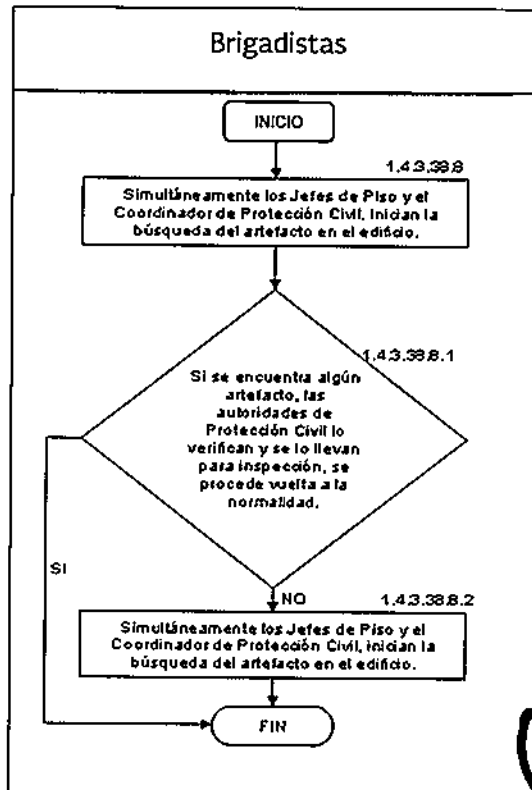 Brigadistas
INICIO
1.4.3.38.8
Simultáneamente los Jefes de Piso y el
Coordinador de Protección Civil, inician la
búsqueda del artefacto en el edificio.
1.4.3.38.8.1
Si se encuentra algún
artefacto, las
autoridades de
Protección Civil lo
verifican y se lo llevan
para inspección, se
procede vuelta a la
normalidad.
SI
NO
1.4.3.38.8.2
Simultáneamente los Jefes de Piso y el
Coordinador de Protección Civil, inician la
búsqueda del artefacto en el edificio.
FIN